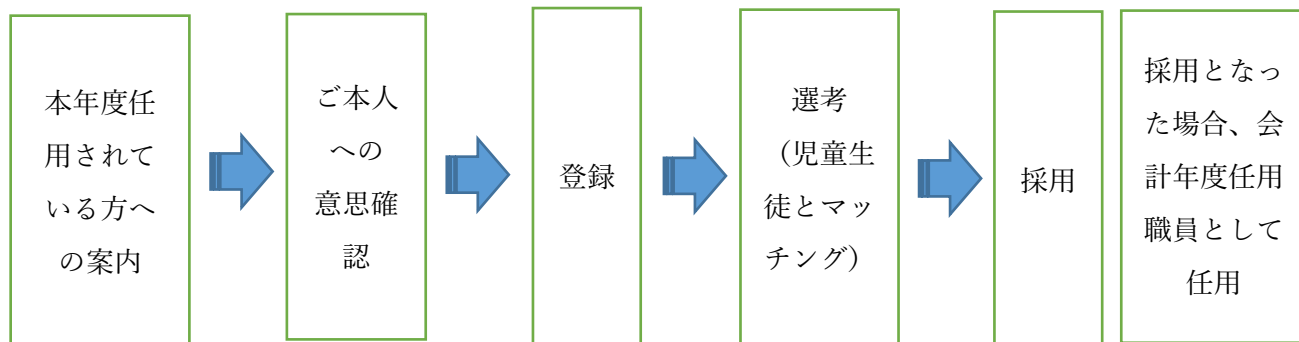 本年度任
用されて
いる方へ
の案内
ご本人
への
意思確
認
登録
選考
（児童生
徒とマッ
チング）
採用
採用となっ
た場合、会
計年度任用
職員として
任用